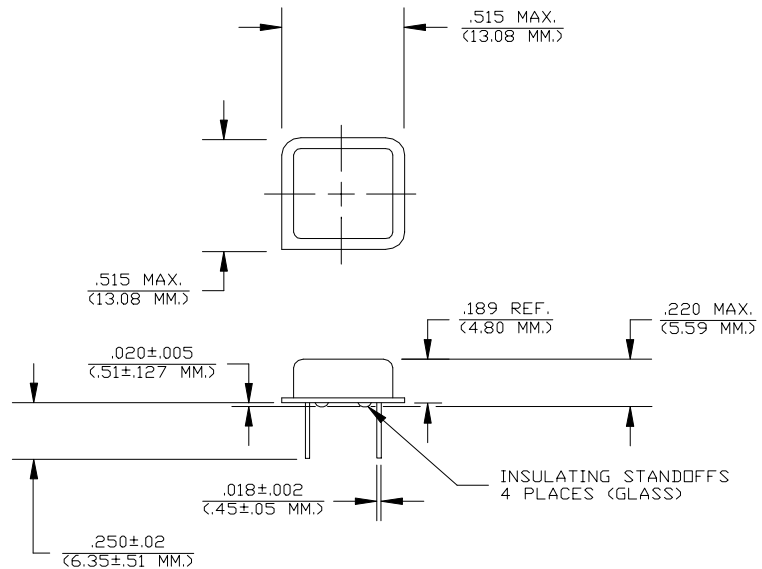 .515 MAX.
(13.08 MM.)
.515 MAX.
(13.08 MM.)
.189 REF.
(4.80 MM.)
.220 MAX.
(5.59 MM.)
.020±.005
(.51±.127 MM.)
INSULATING STANDOFFS
4 PLACES (GLASS)
.018±.002
(.45±.05 MM.)
.250±.02
(6.35±.51 MM.)